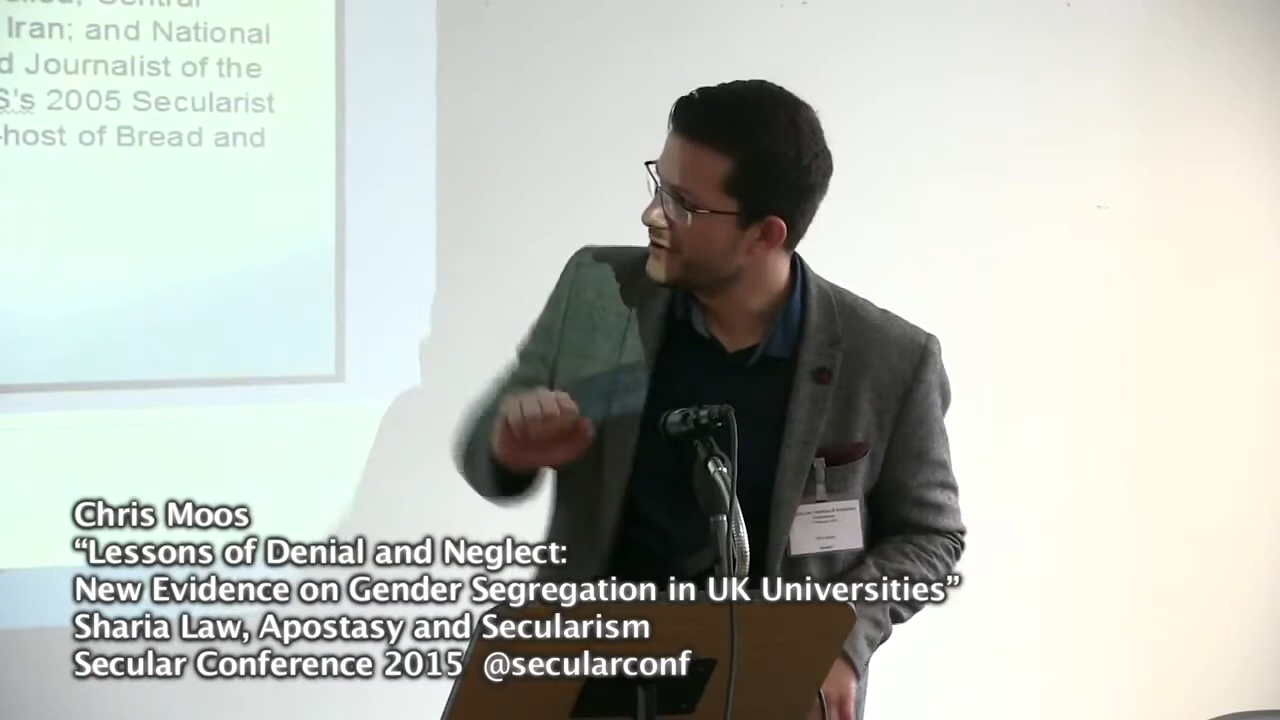 Iran; and National
d Journalist of the
S's 2005 Secularist
-host of Bread and
Chris Moos
“Lessons of Denial and Neglect:
New Evidence on Gender Segregation in UK Universities”
Sharia Law, Apostasy and Secularism
Secular Conference 2015 @secularconf